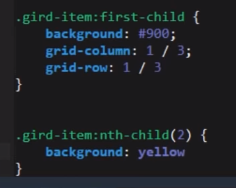 .gird-item:first-child {
    background: #900;
    grid-column: 1 / 3;
    grid-row: 1 / 3
}

.gird-item:nth-child(2) {
    background: yellow
}